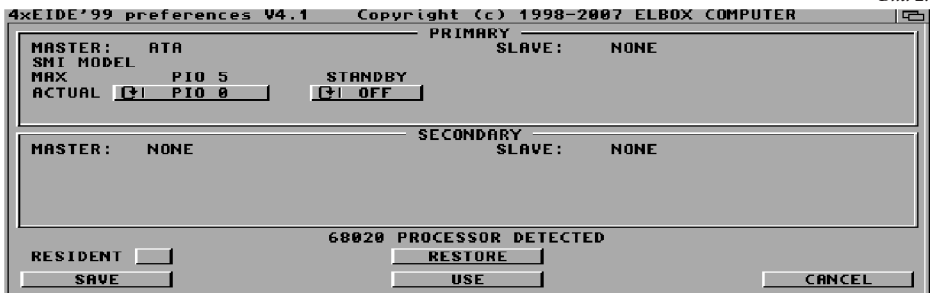 4xEIDE'99 preferences V4.1 Copyright (c) 1998-2007 ELBOX COMPUTER
PRIMARY
MASTER: ATA SLAVE: NONE
SMI MODEL
MAX PIO 5 STANDBY
ACTUAL PIO 0 OFF
SECONDARY
MASTER: NONE SLAVE: NONE
68020 PROCESSOR DETECTED
RESIDENT RESTORE
SAVE USE CANCEL